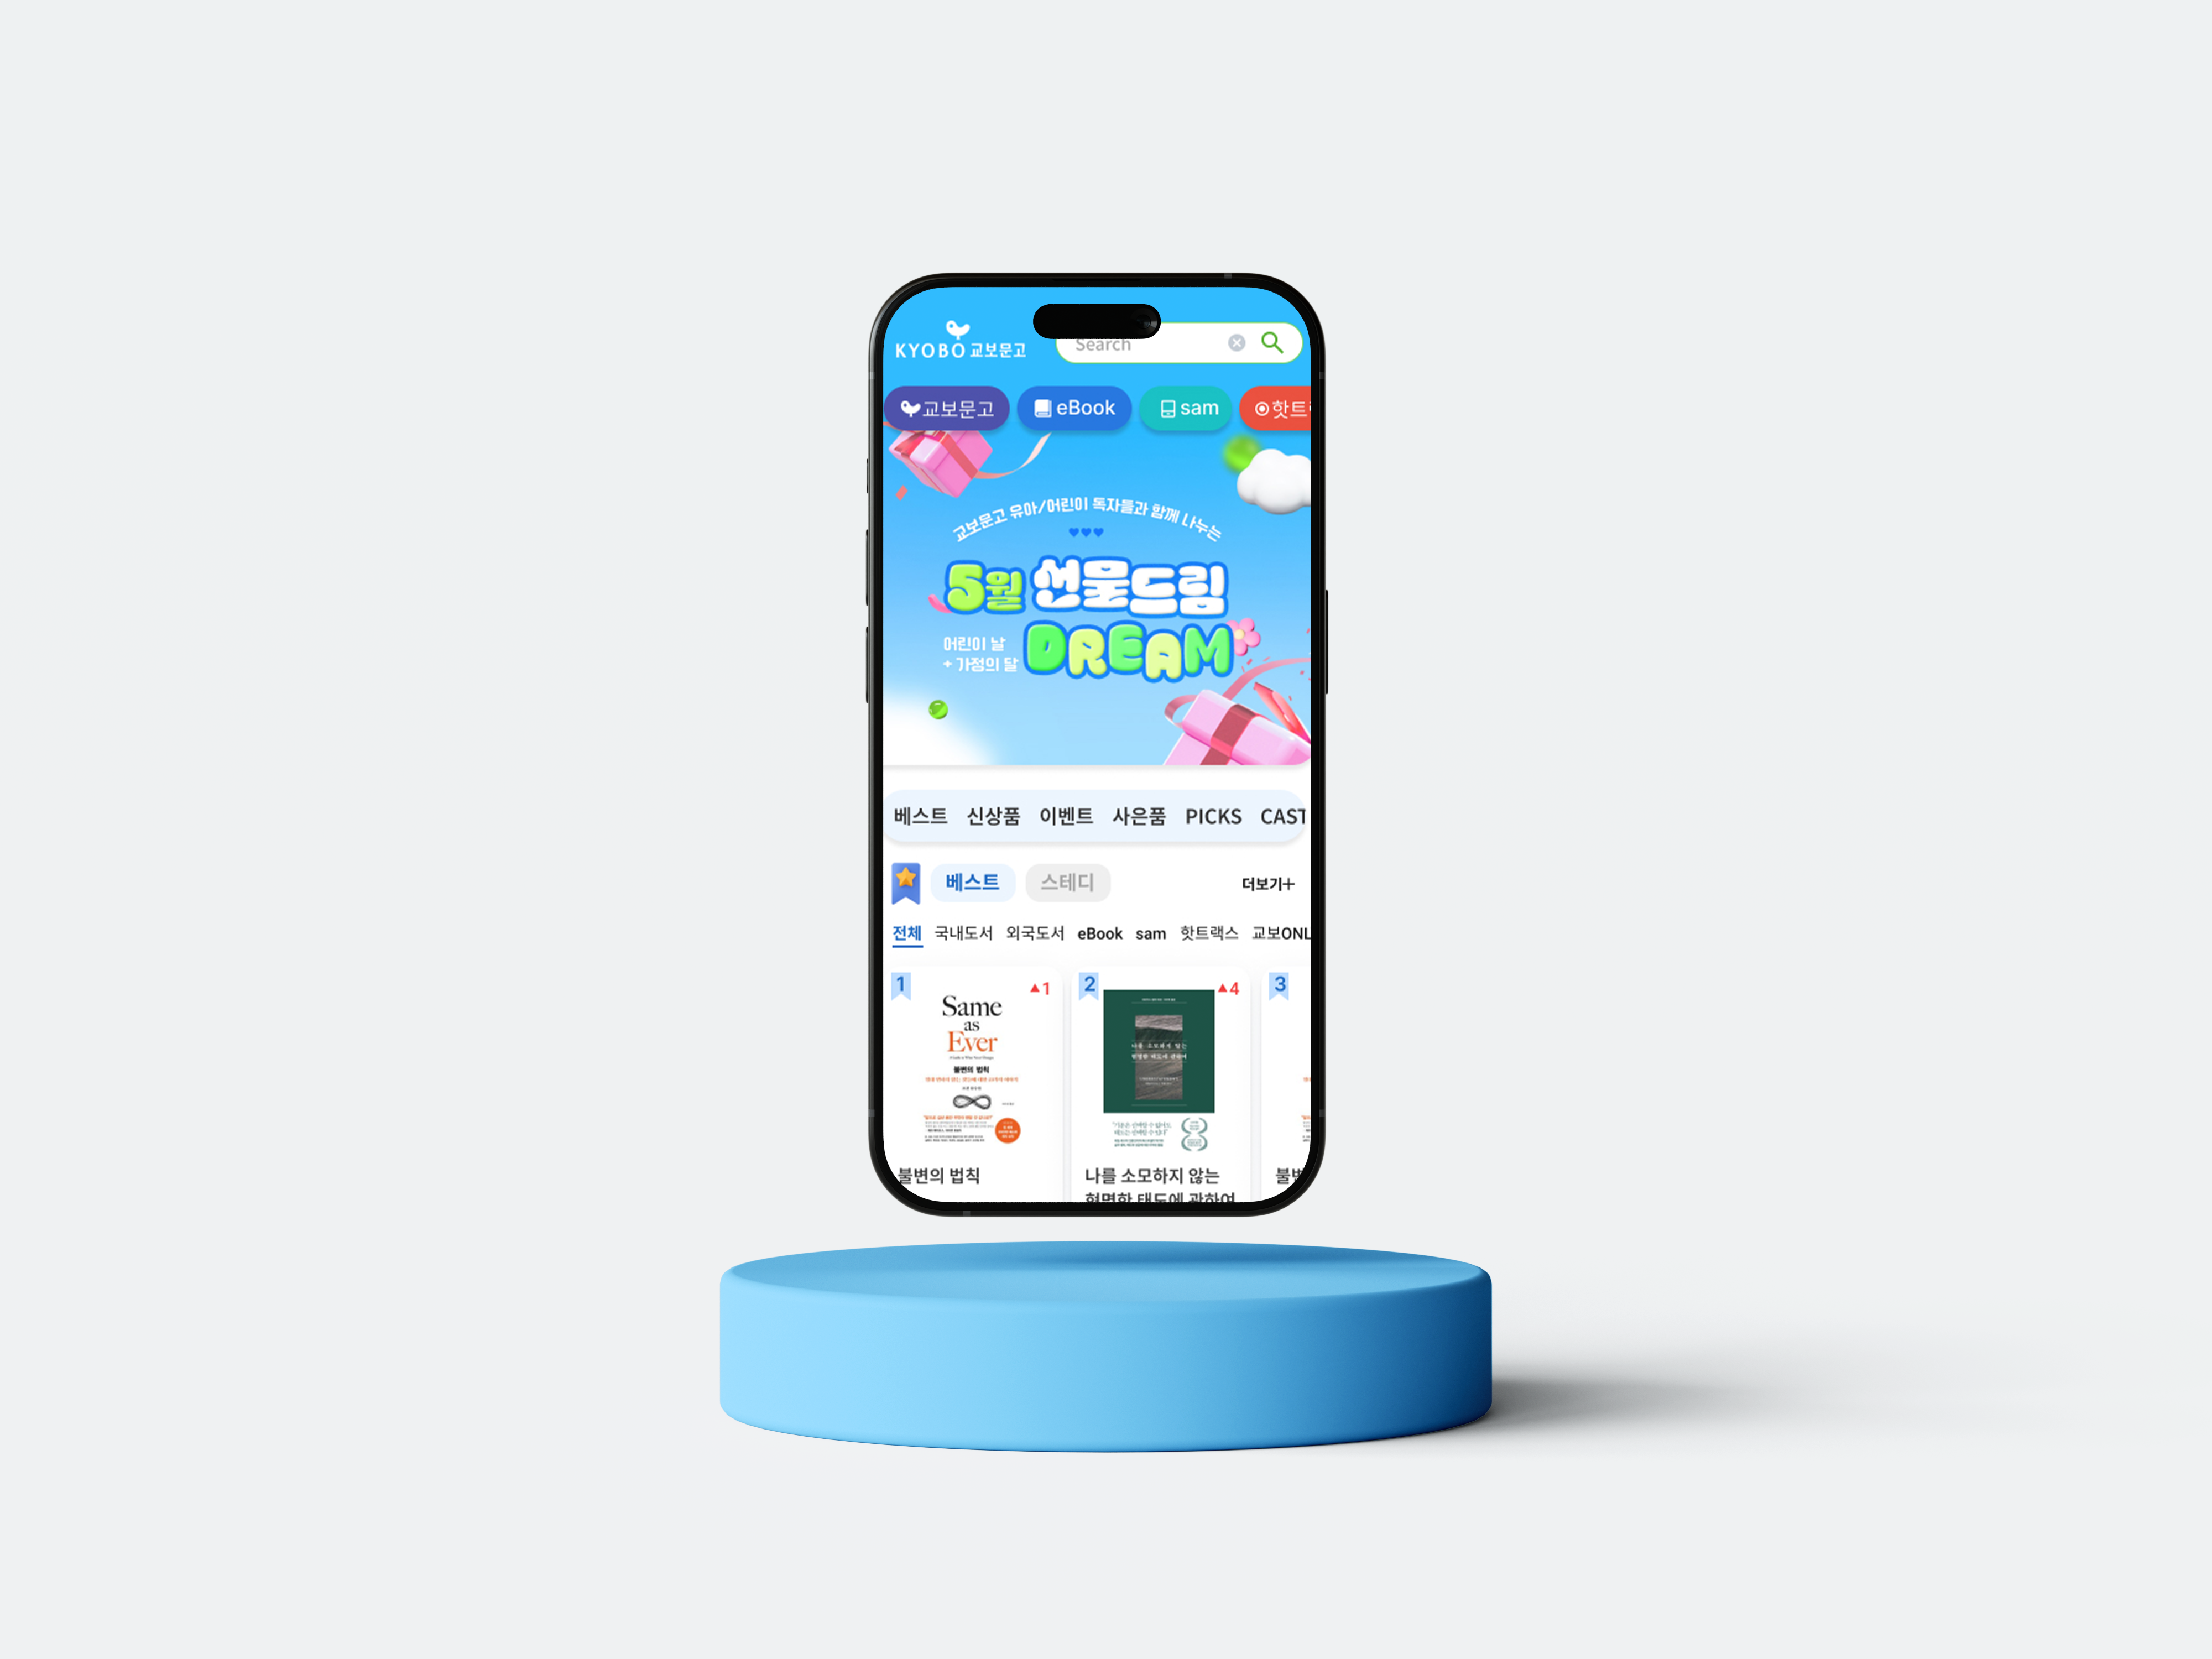 KYOBO 교보문고
Search
교보문고 eBook sam 핫트
교보문고 유아/어린이 독자들과 함께 나누는
5월 선물드림
어린이 날
+ 가정의 달
DREAM
베스트 신상품 이벤트 사은품 PICKS CAST
베스트 스테디 더보기+
전체 국내도서 외국도서 eBook sam 핫트랙스 교보ONL
1 ▲1 2 ▲4 3
Same
as
Ever
불변의 법칙
나를 소모하지 않는
현명한 태도에 관하여
불변의 법칙
나를 소모하지 않는
현명한 태도에 관하여